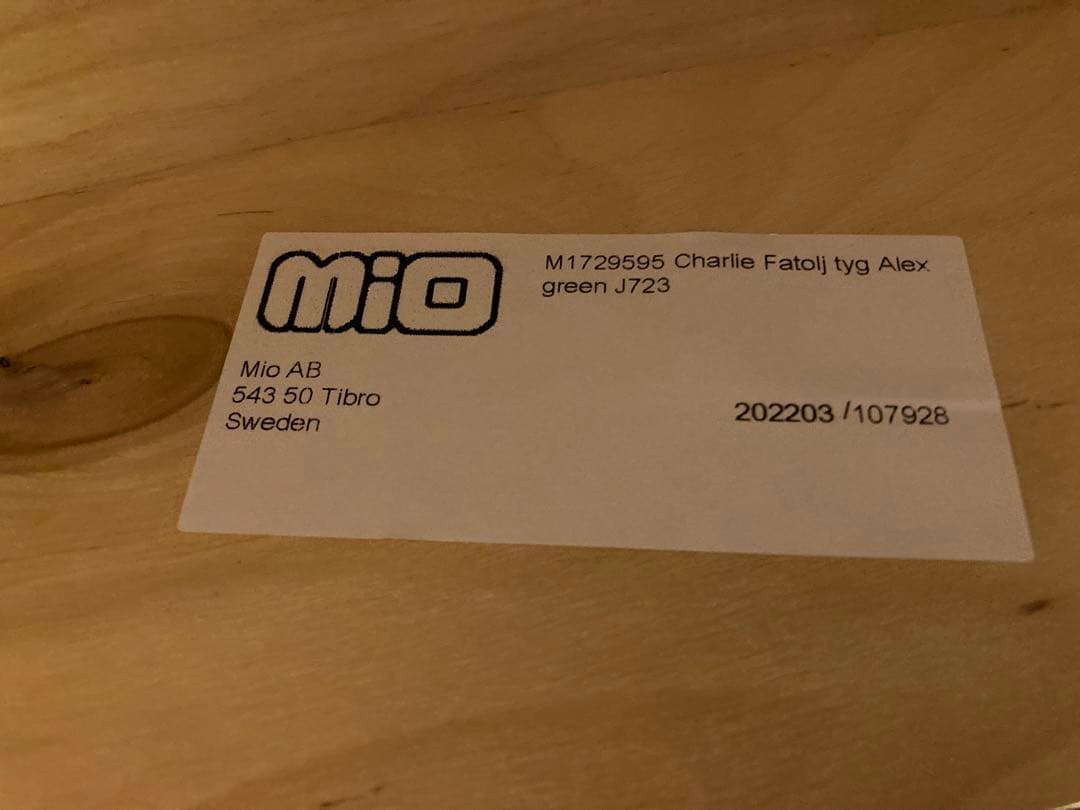 mio
M1729595 Charlie Fatolj tyg Alex
green J723
Mio AB
543 50 Tibro
Sweden
202203 /107928